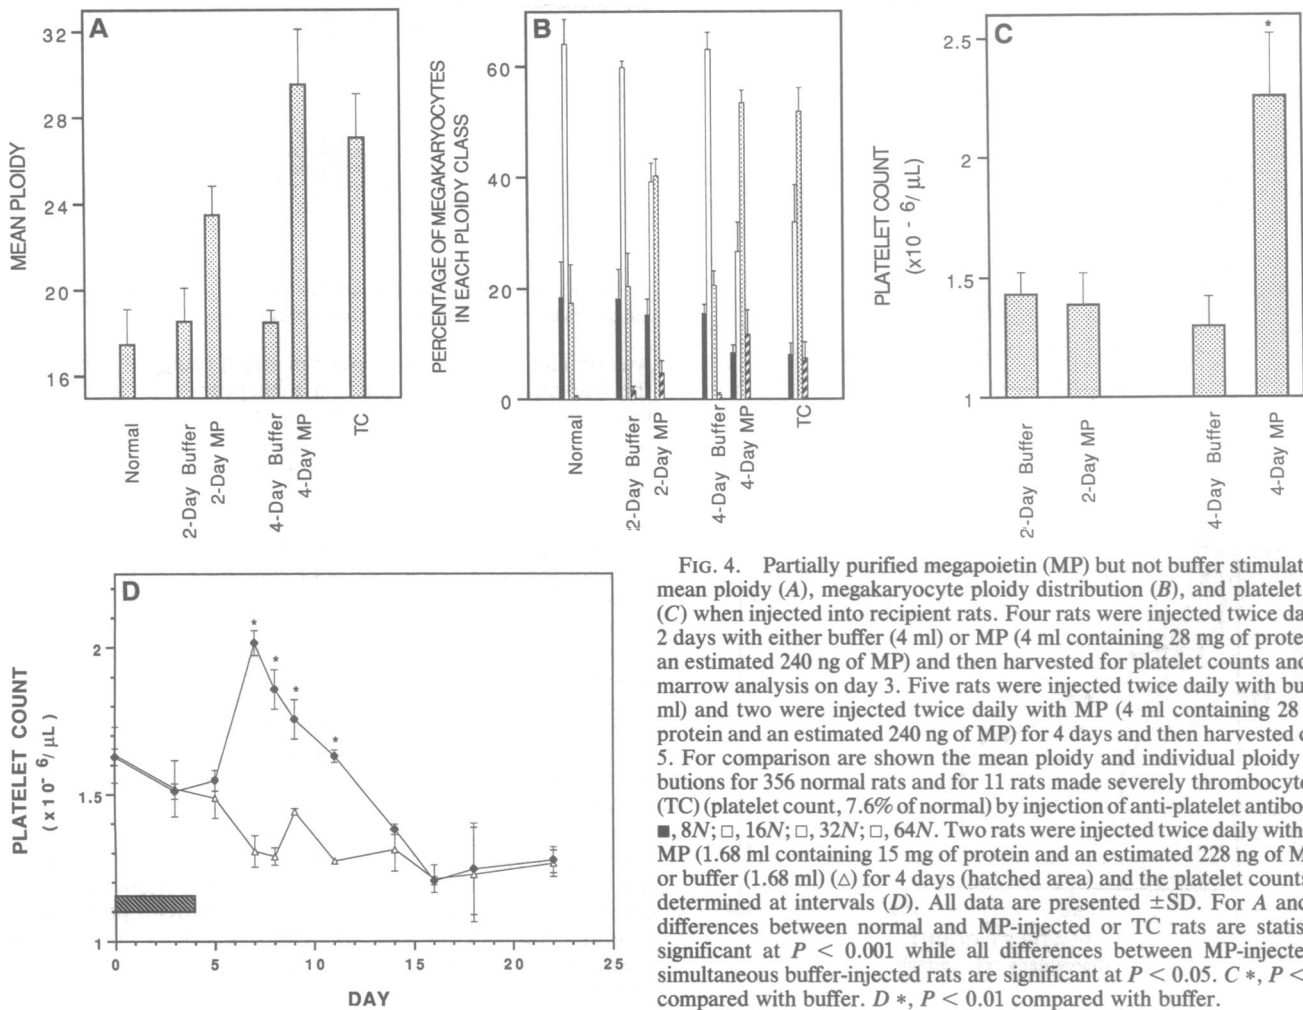 A
MEAN PLOIDY
32
28
24
20
16
Normal
2-Day Buffer
2-Day MP
4-Day Buffer
4-Day MP
TC
B
PERCENTAGE OF MEGAKARYOCYTES
IN EACH PLOIDY CLASS
60
40
20
0
Normal
2-Day Buffer
2-Day MP
4-Day Buffer
4-Day MP
TC
C
PLATELET COUNT
(x10 - 6/ µL)
2.5
2
1.5
1
*
2-Day Buffer
2-Day MP
4-Day Buffer
4-Day MP
D
PLATELET COUNT
(x10- 6/ µL)
2
1.5
1
* * * *
0 5 10 15 20 25
DAY
FIG. 4. Partially purified megapoietin (MP) but not buffer stimulat
mean ploidy (A), megakaryocyte ploidy distribution (B), and platelet
(C) when injected into recipient rats. Four rats were injected twice da
2 days with either buffer (4 ml) or MP (4 ml containing 28 mg of prote
an estimated 240 ng of MP) and then harvested for platelet counts and
marrow analysis on day 3. Five rats were injected twice daily with bu
ml) and two were injected twice daily with MP (4 ml containing 28
protein and an estimated 240 ng of MP) for 4 days and then harvested
5. For comparison are shown the mean ploidy and individual ploidy
butions for 356 normal rats and for 11 rats made severely thrombocyte
(TC) (platelet count, 7.6% of normal) by injection of anti-platelet antibo
■, 8N; □, 16N; □, 32N; □, 64N. Two rats were injected twice daily with
MP (1.68 ml containing 15 mg of protein and an estimated 228 ng of M
or buffer (1.68 ml) (△) for 4 days (hatched area) and the platelet counts
determined at intervals (D). All data are presented ±SD. For A and
differences between normal and MP-injected or TC rats are statis
significant at P < 0.001 while all differences between MP-injecte
simultaneous buffer-injected rats are significant at P < 0.05. C *, P <
compared with buffer. D *, P < 0.01 compared with buffer.